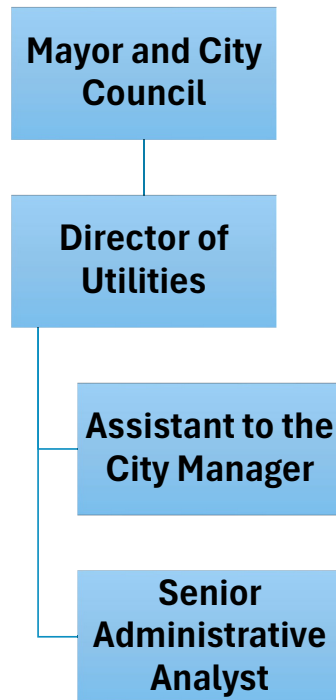 Mayor and City
Council
Director of
Utilities
Assistant to the
City Manager
Senior
Administrative
Analyst